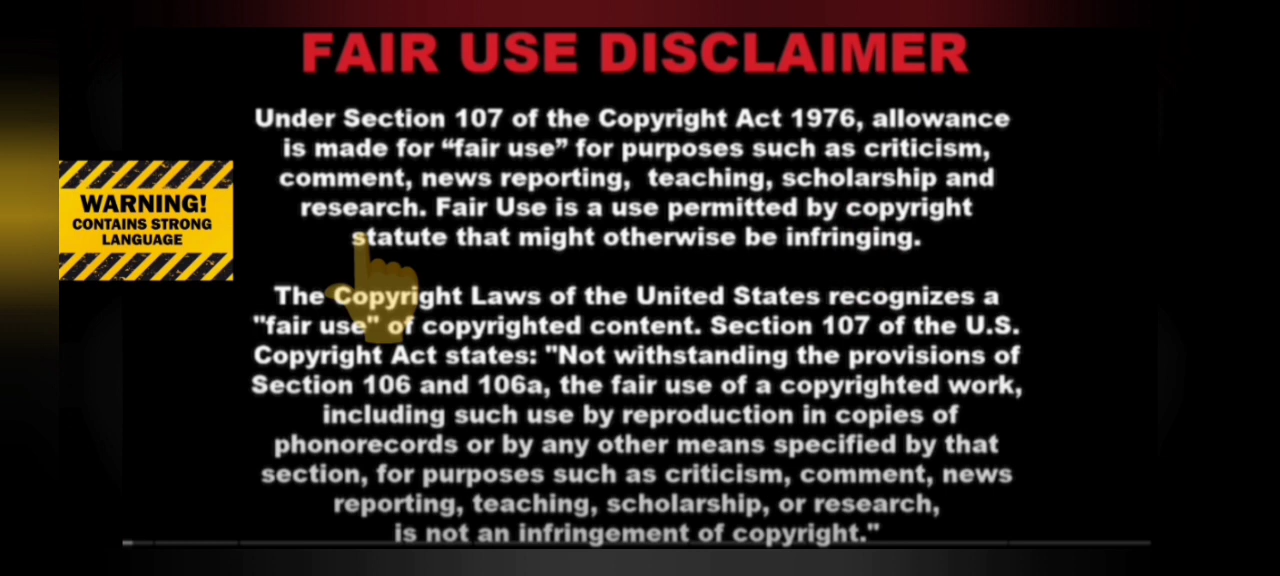 FAIR USE DISCLAIMER
Under Section 107 of the Copyright Act 1976, allowance
is made for “fair use” for purposes such as criticism,
comment, news reporting,  teaching, scholarship and
research. Fair Use is a use permitted by copyright
statute that might otherwise be infringing.
WARNING!
CONTAINS STRONG
LANGUAGE
The Copyright Laws of the United States recognizes a
"fair use" of copyrighted content. Section 107 of the U.S.
Copyright Act states: "Not withstanding the provisions of
Section 106 and 106a, the fair use of a copyrighted work,
including such use by reproduction in copies of
phonorecords or by any other means specified by that
section, for purposes such as criticism, comment, news
reporting, teaching, scholarship, or research,
is not an infringement of copyright."